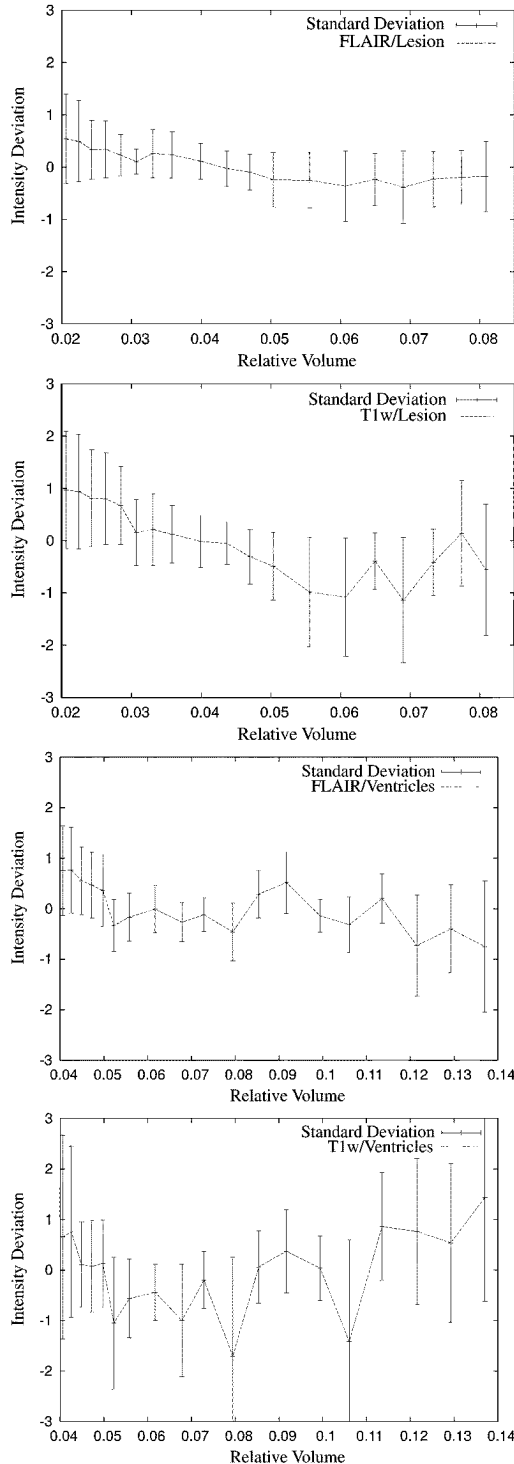 Standard Deviation
FLAIR/Lesion
3
2
1
0
-1
-2
-3
Intensity Deviation
0.02 0.03 0.04 0.05 0.06 0.07 0.08
Relative Volume
Standard Deviation
T1w/Lesion
3
2
1
0
-1
-2
-3
Intensity Deviation
0.02 0.03 0.04 0.05 0.06 0.07 0.08
Relative Volume
Standard Deviation
FLAIR/Ventricles
3
2
1
0
-1
-2
-3
Intensity Deviation
0.04 0.05 0.06 0.07 0.08 0.09 0.1 0.11 0.12 0.13 0.14
Relative Volume
Standard Deviation
T1w/Ventricles
3
2
1
0
-1
-2
-3
Intensity Deviation
0.04 0.05 0.06 0.07 0.08 0.09 0.1 0.11 0.12 0.13 0.14
Relative Volume